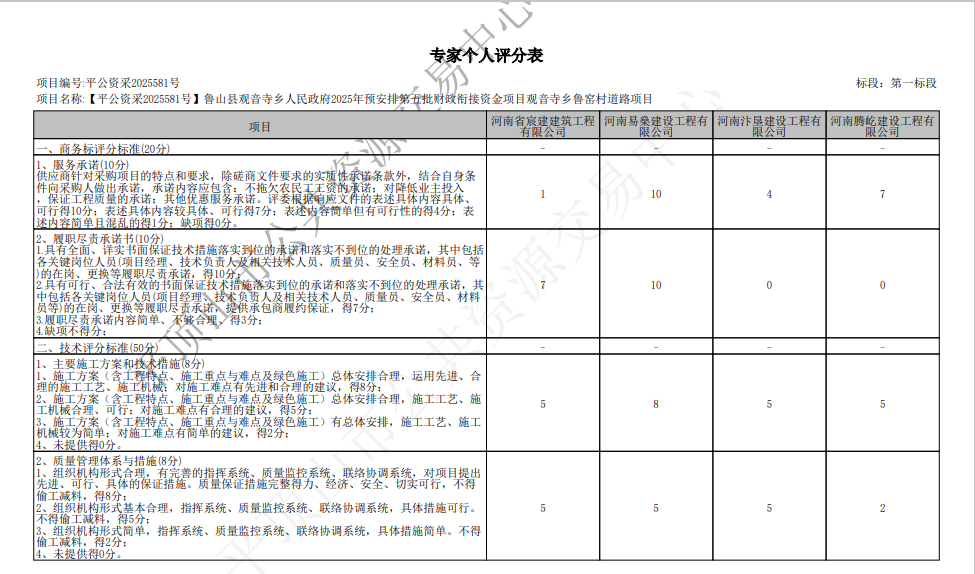 专家个人评分表
项目编号:平公资采2025581号
标段：第一标段
项目名称:【平公资采2025581号】鲁山县观音寺乡人民政府2025年预安排第五批财政衔接资金项目观音寺乡鲁窑村道路项目
项目
河南省宸建建筑工程有限公司
河南易燊建设工程有限公司
河南汴垦建设工程有限公司
河南腾屹建设工程有限公司
一、商务标评分标准(20分)
- - - -
1、服务承诺(10分)
供应商针对采购项目的特点和要求，除磋商文件要求的实质性承诺条款外，结合自身条
件向采购人做出承诺，承诺内容应包含：不拖欠农民工工资的承诺；对降低业主投入
，保证工程质量的承诺；其他优惠服务承诺。评委根据响应文件的表述具体内容具体、
可行得10分；表述具体内容较具体、可行得7分；表述内容简单但有可行性的得4分；表
述内容简单且混乱的得1分；缺项得0分。
1 10 4 7
2、履职尽责承诺书(10分)
1.具有全面、详实书面保证技术措施落实到位的承诺和落实不到位的处理承诺，其中包括
各关键岗位人员(项目经理、技术负责人及相关技术人员、质量员、安全员、材料员、等
)的在岗、更换等履职尽责承诺，得10分；
2.具有可行、合法有效的书面保证技术措施落实到位的承诺和落实不到位的处理承诺，其
中包括各关键岗位人员(项目经理、技术负责人及相关技术人员、质量员、安全员、材料
员等)的在岗、更换等履职尽责承诺，提供承包商履约保证，得7分；
3.履职尽责承诺内容简单、不够合理，得3分；
4.缺项不得分；
7 10 0 0
二、技术评分标准(50分)
- - - -
1、主要施工方案和技术措施(8分)
1、施工方案（含工程特点、施工重点与难点及绿色施工）总体安排合理，运用先进、合
理的施工工艺、施工机械；对施工难点有先进和合理的建议，得8分；
2、施工方案（含工程特点、施工重点与难点及绿色施工）总体安排合理，施工工艺、施
工机械合理、可行；对施工难点有合理的建议，得5分；
3、施工方案（含工程特点、施工重点与难点及绿色施工）有总体安排，施工工艺、施工
机械较为简单；对施工难点有简单的建议，得2分；
4、未提供得0分。
5 8 5 5
2、质量管理体系与措施(8分)
1、组织机构形式合理，有完善的指挥系统、质量监控系统、联络协调系统，对项目提出
先进、可行、具体的保证措施。质量保证措施完整得力、经济、安全、切实可行，不得
偷工减料，得8分；
2、组织机构形式基本合理，指挥系统、质量监控系统、联络协调系统，具体措施可行。
不得偷工减料，得5分；
3、组织机构形式简单，指挥系统、质量监控系统、联络协调系统，具体措施简单。不得
偷工减料，得2分；
4、未提供得0分。
5 5 5 2
平顶山市公共资源交易中心
平顶山市公共资源交易中心